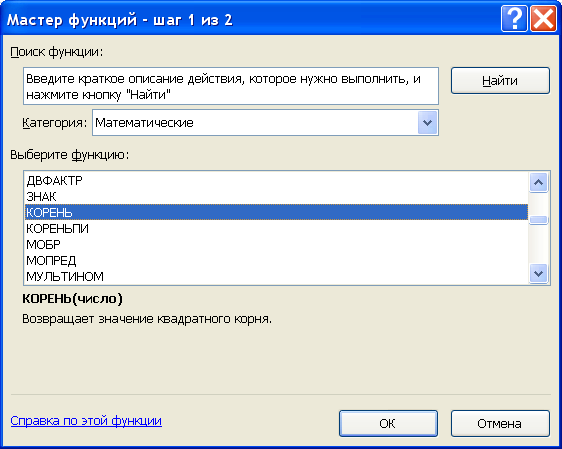 Мастер функций - шаг 1 из 2
Поиск функции:
Введите краткое описание действия, которое нужно выполнить, и
нажмите кнопку "Найти"
Найти
Категория: Математические
Выберите функцию:
ДВФАКТР
ЗНАК
КОРЕНЬ
КОРЕНЬПИ
МОБР
МОПРЕД
МУЛЬТИНОМ
КОРЕНЬ(число)
Возвращает значение квадратного корня.
Справка по этой функции
ОК
Отмена